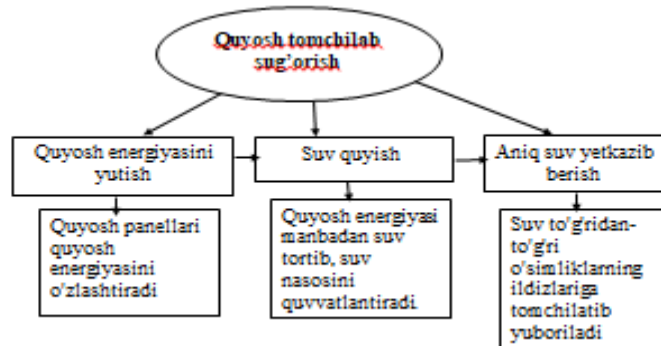 Quyosh tomchilab
sug'orish
Quyosh energiyasini
yutish
Suv quyish
Aniq suv yetkazib
berish
Quyosh panellari
quyosh
energiyasini
o'zlashtiradi
Quyosh energiyasi
manbadan suv
tortib, suv
nasosini
quvvatlantiradi.
Suv to'g'ridan-
to'g'ri
o'simliklarning
ildizlariga
tomchilatib
yuboriladi